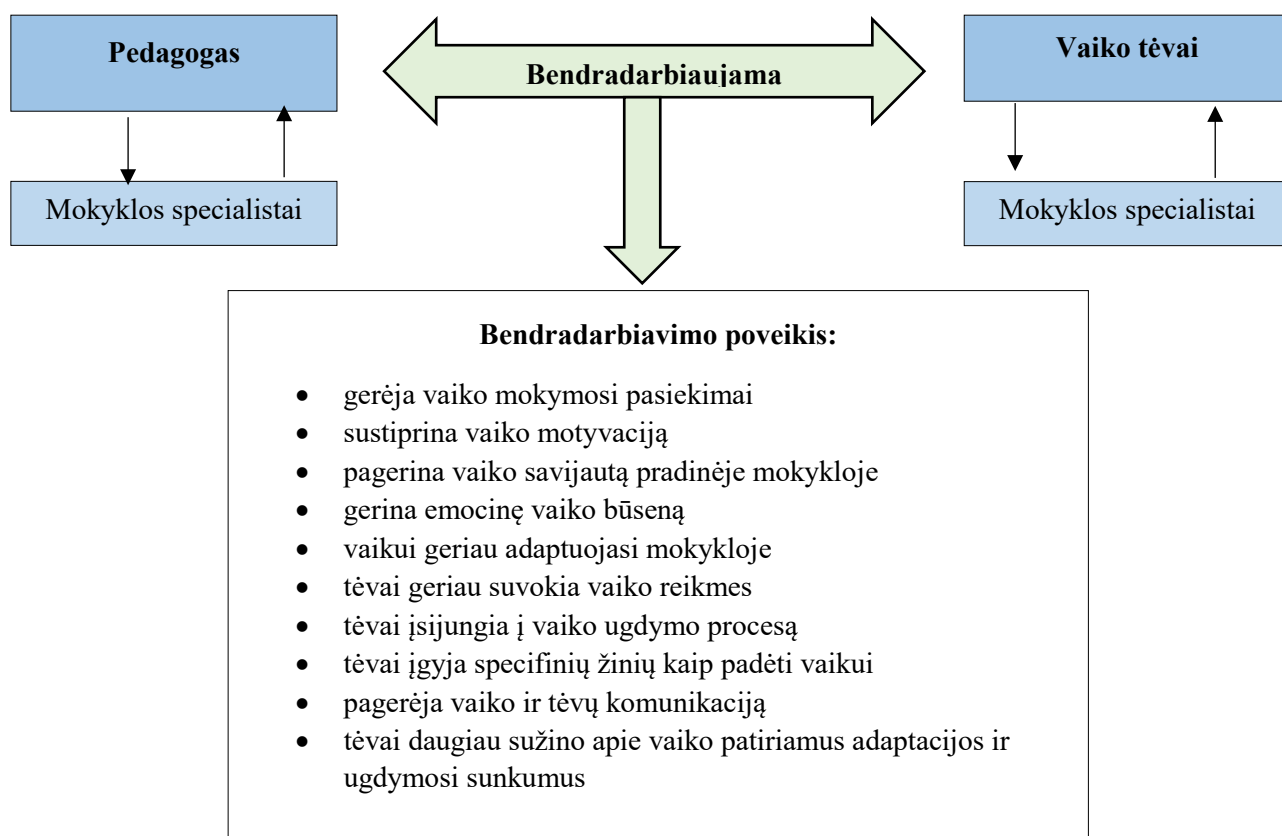 Pedagogas
Bendradarbiaujama
Vaiko tėvai
Mokyklos specialistai
Mokyklos specialistai
Bendradarbiavimo poveikis:
• gerėja vaiko mokymosi pasiekimai
• sustiprina vaiko motyvaciją
• pagerina vaiko savijautą pradinėje mokykloje
• gerina emocinę vaiko būseną
• vaikui geriau adaptuojasi mokykloje
• tėvai geriau suvokia vaiko reikmes
• tėvai įsijungia į vaiko ugdymo procesą
• tėvai įgyja specifinių žinių kaip padėti vaikui
• pagerėja vaiko ir tėvų komunikaciją
• tėvai daugiau sužino apie vaiko patiriamus adaptacijos ir
ugdymosi sunkumus